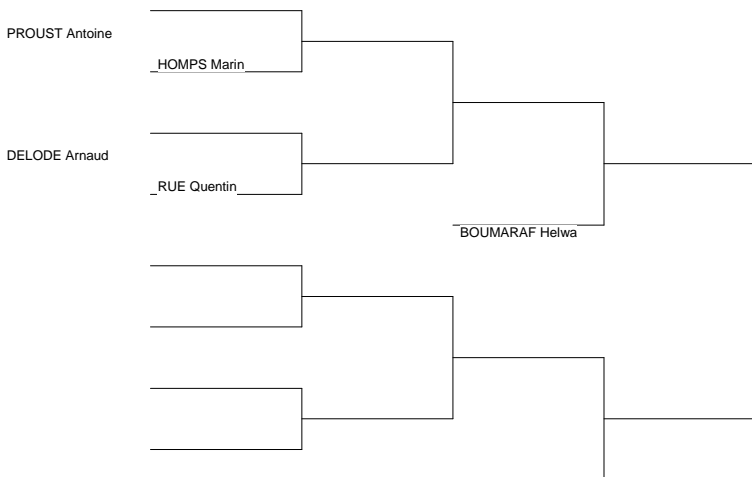 PROUST Antoine
HOMPS Marin
DELODE Arnaud
RUE Quentin
BOUMARAF Helwa